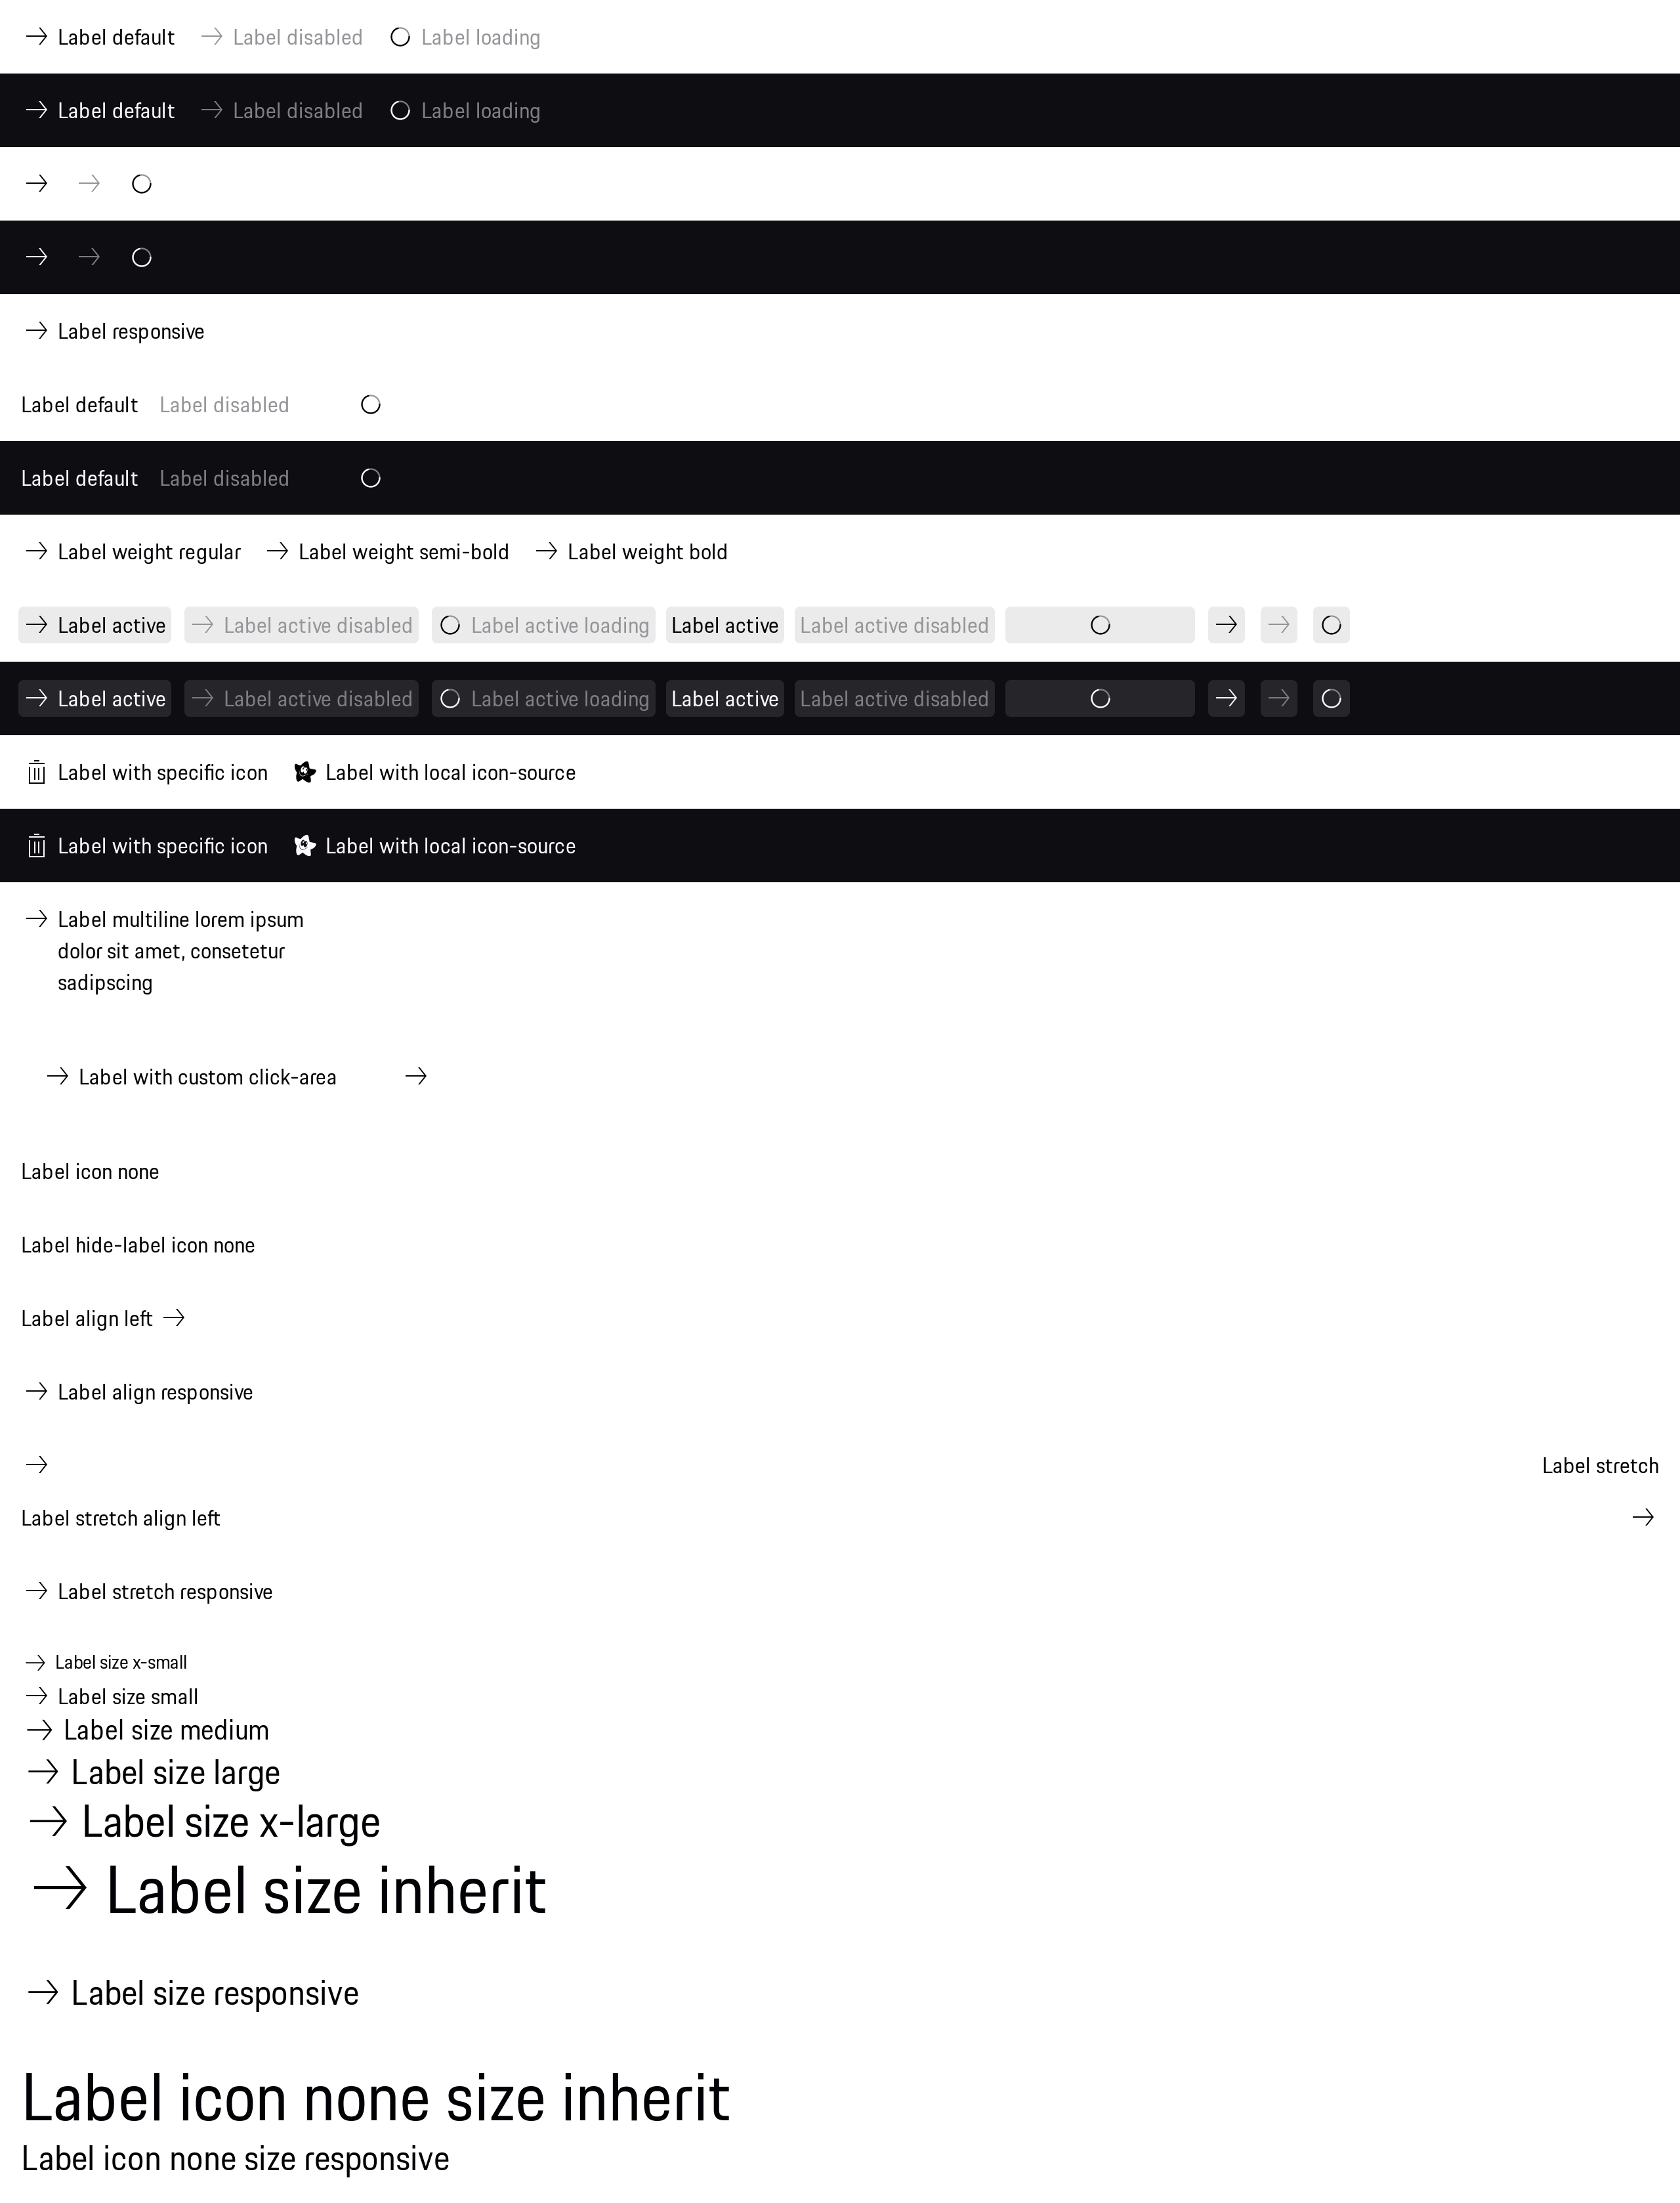 Label default Label disabled Label loading
Label default Label disabled Label loading
Label responsive
Label default Label disabled
Label default Label disabled
Label weight regular Label weight semi-bold Label weight bold
Label active Label active disabled Label active loading Label active Label active disabled
Label active Label active disabled Label active loading Label active Label active disabled
Label with specific icon Label with local icon-source
Label with specific icon Label with local icon-source
Label multiline lorem ipsum
dolor sit amet, consetetur
sadipscing
Label with custom click-area
Label icon none
Label hide-label icon none
Label align left
Label align responsive
Label stretch
Label stretch align left
Label stretch responsive
Label size x-small
Label size small
Label size medium
Label size large
Label size x-large
Label size inherit
Label size responsive
Label icon none size inherit
Label icon none size responsive